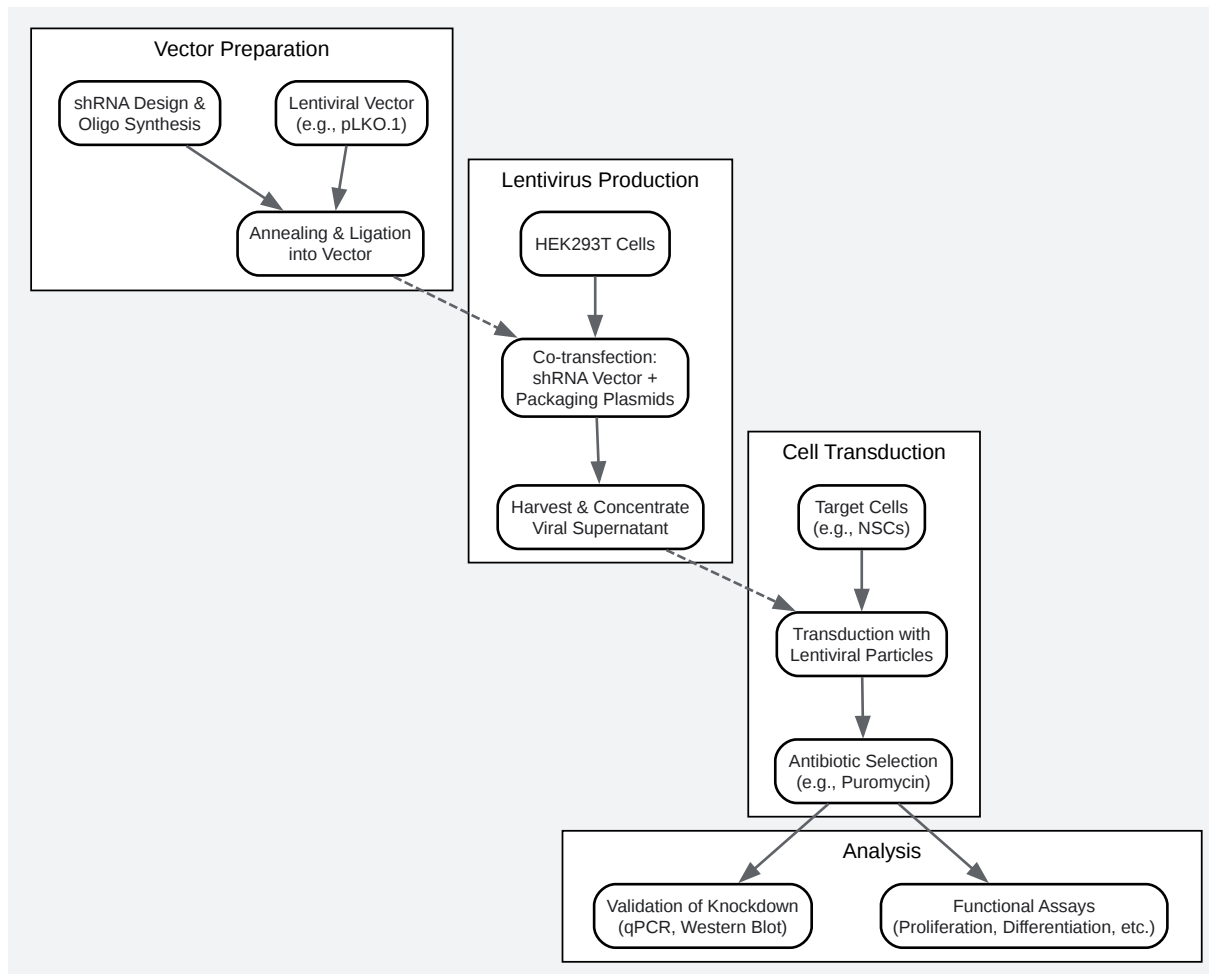 Vector Preparation
shRNA Design &
Oligo Synthesis
Lentiviral Vector
(e.g., pLKO.1)
Annealing & Ligation
into Vector
Lentivirus Production
HEK293T Cells
Co-transfection:
shRNA Vector +
Packaging Plasmids
Harvest & Concentrate
Viral Supernatant
Cell Transduction
Target Cells
(e.g., NSCs)
Transduction with
Lentiviral Particles
Antibiotic Selection
(e.g., Puromycin)
Analysis
Validation of Knockdown
(qPCR, Western Blot)
Functional Assays
(Proliferation, Differentiation, etc.)